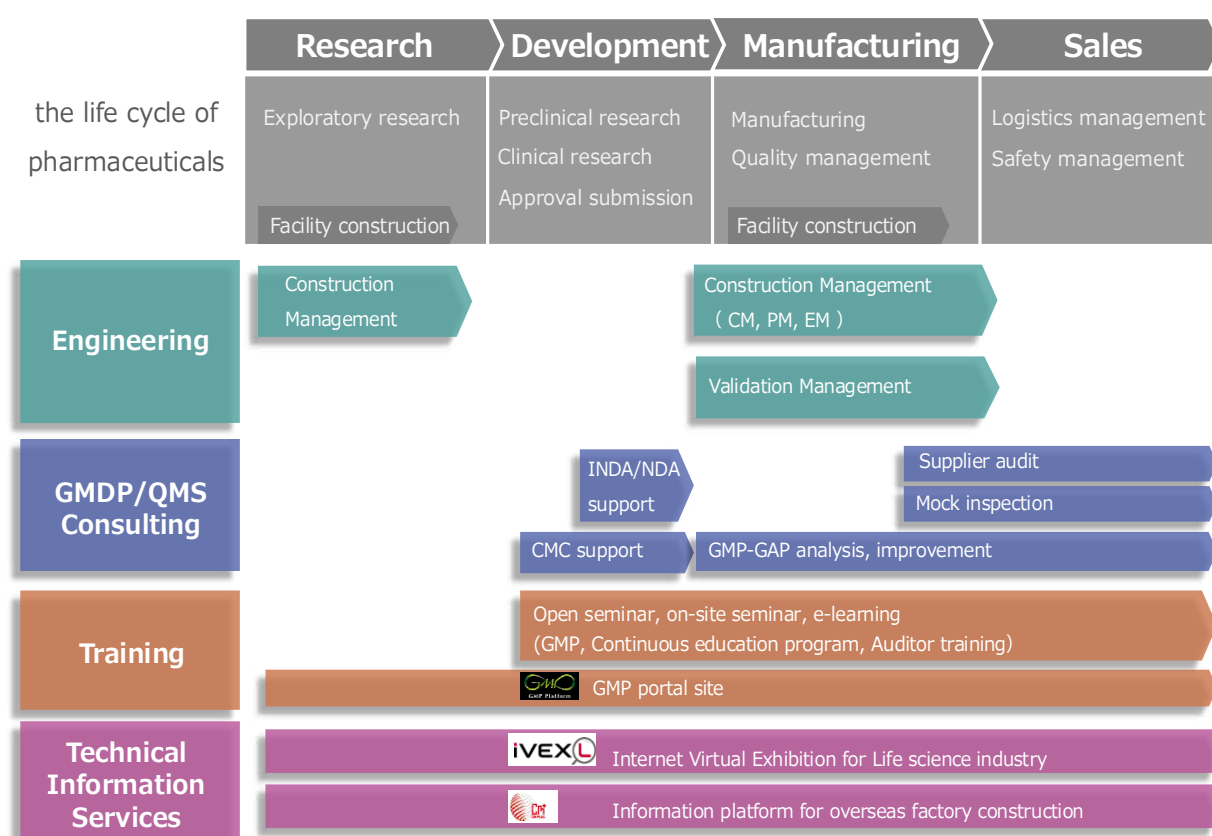 Research
Development
Manufacturing
Sales
the life cycle of
pharmaceuticals
Exploratory research
Facility construction
Preclinical research
Clinical research
Approval submission
Manufacturing
Quality management
Facility construction
Logistics management
Safety management
Engineering
Construction
Management
Construction Management
( CM, PM, EM )
Validation Management
GMDP/QMS
Consulting
INDA/NDA
support
Supplier audit
Mock inspection
CMC support
GMP-GAP analysis, improvement
Training
Open seminar, on-site seminar, e-learning
(GMP, Continuous education program, Auditor training)
GMP Platform
GMP portal site
Technical
Information
Services
iVEXL
Internet Virtual Exhibition for Life science industry
Information platform for overseas factory construction